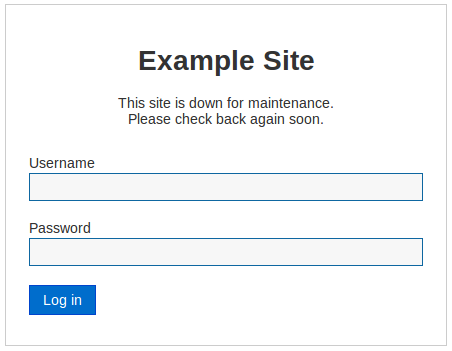 Example Site
This site is down for maintenance.
Please check back again soon.
Username
Password
Log in